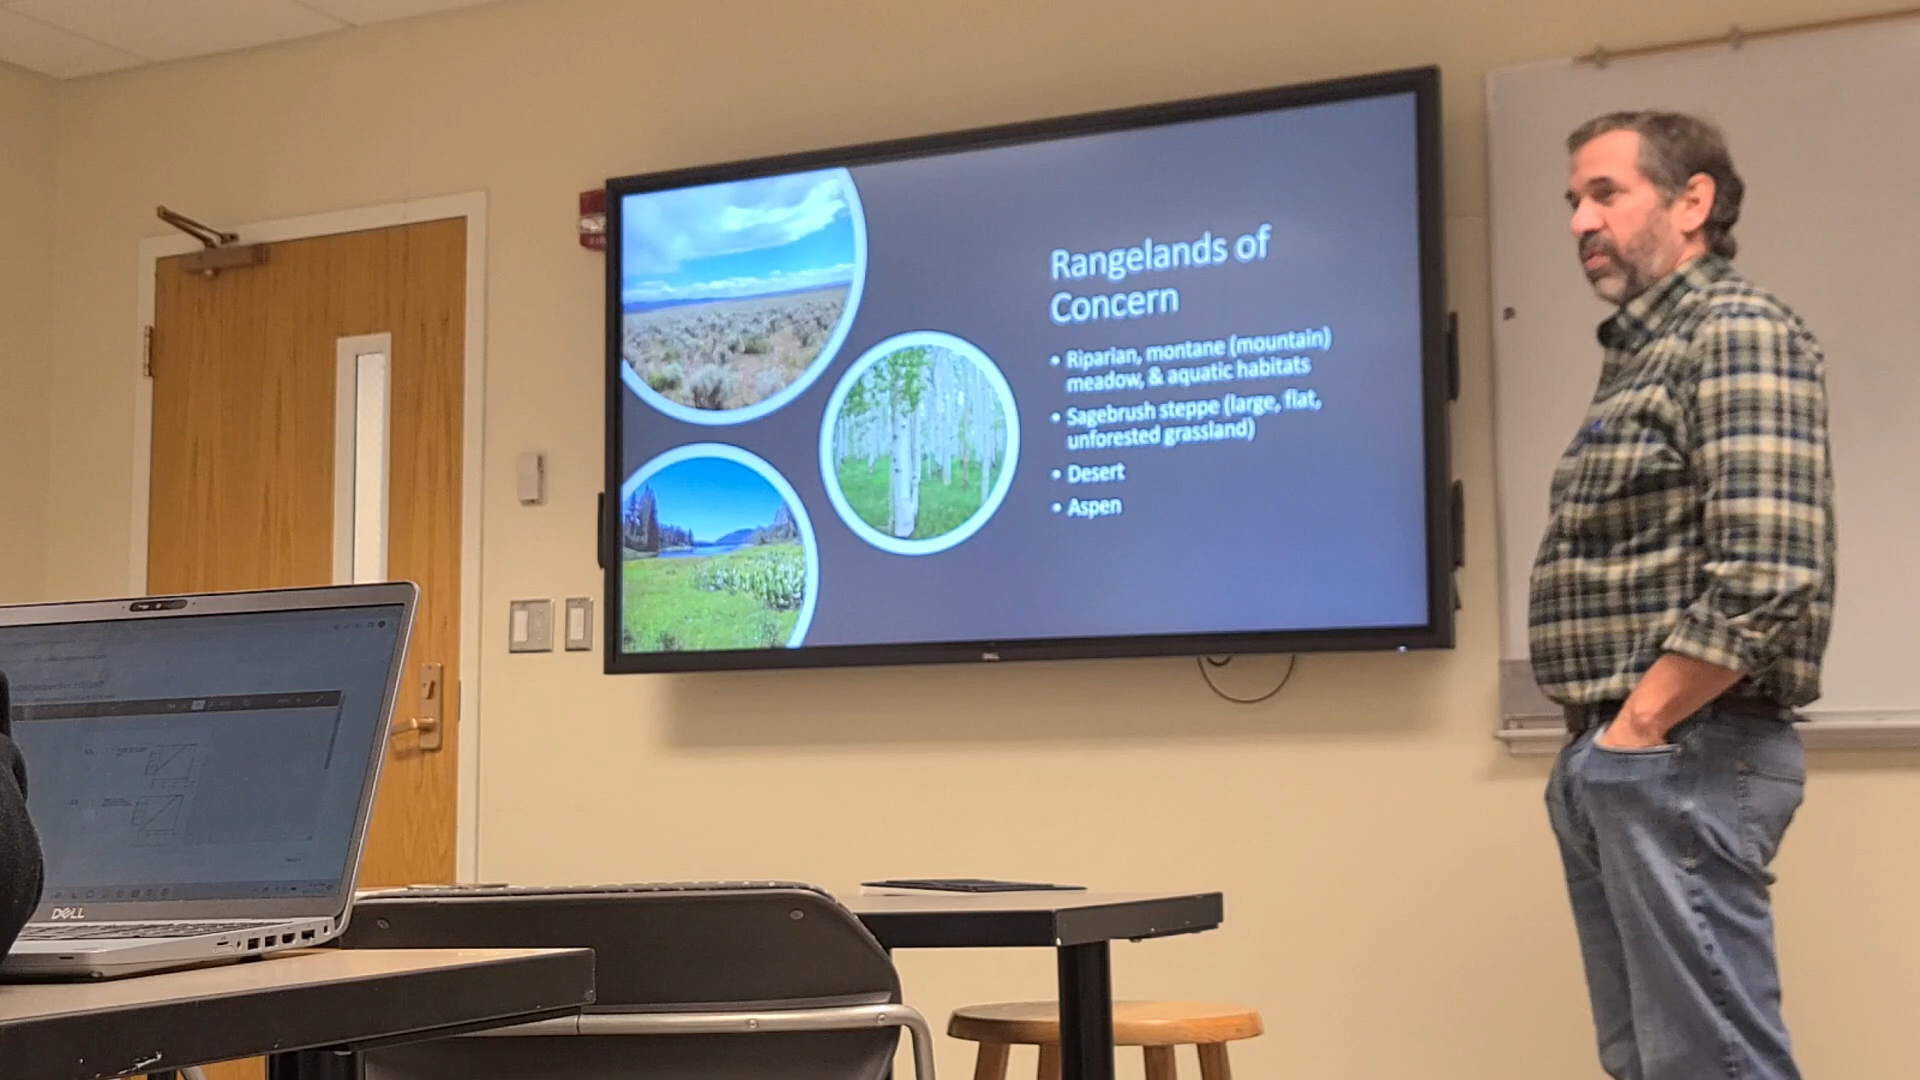 Rangelands of
Concern
• Riparian, montane (mountain)
meadow, & aquatic habitats
• Sagebrush steppe (large, flat,
unforested grassland)
• Desert
• Aspen
DELL
DELL